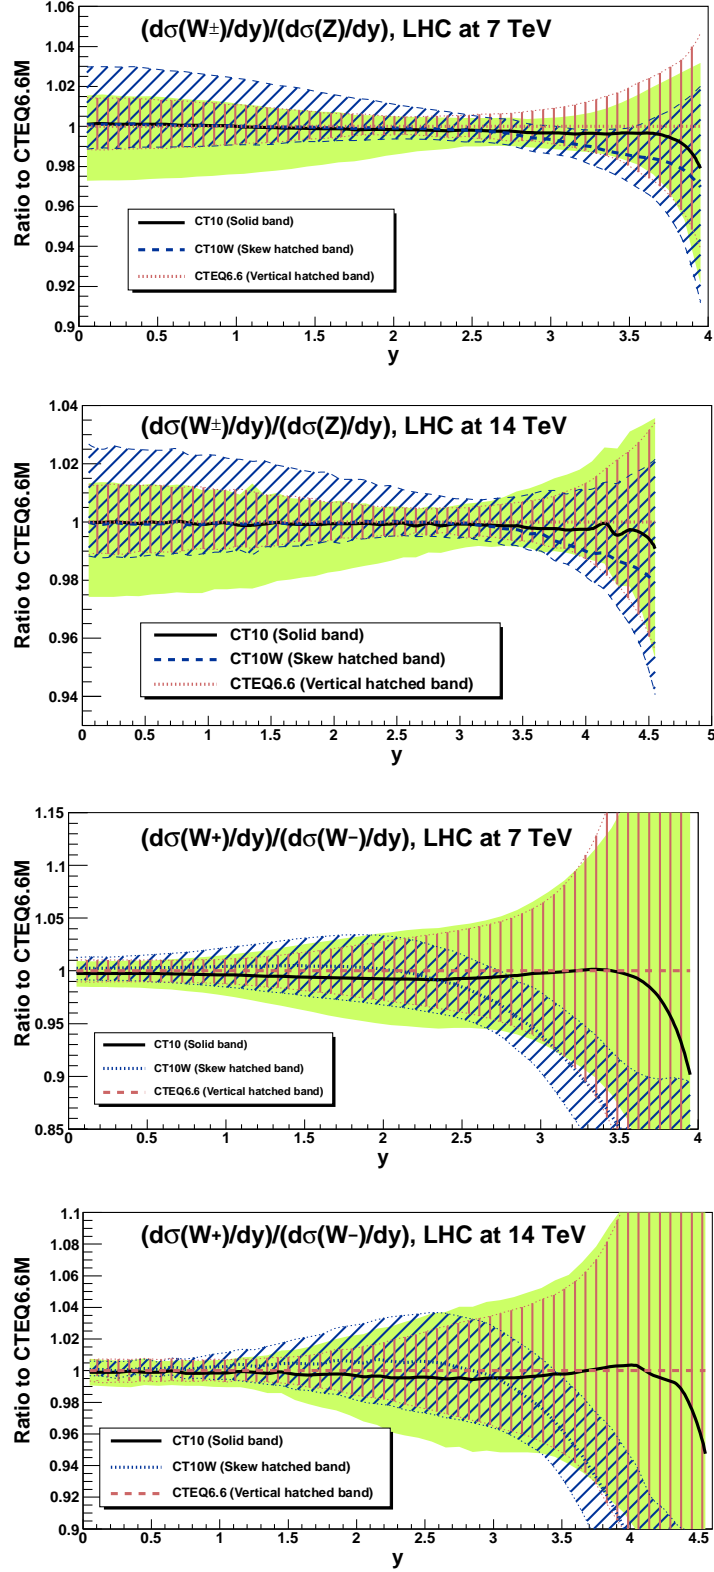 (dσ(W±)/dy)/(dσ(Z)/dy), LHC at 7 TeV
Ratio to CTEQ6.6M
1.06
1.04
1.02
1
0.98
0.96
0.94
0.92
0.9
CT10 (Solid band)
CT10W (Skew hatched band)
CTEQ6.6 (Vertical hatched band)
0 0.5 1 1.5 2 2.5 3 3.5 4
y
(dσ(W±)/dy)/(dσ(Z)/dy), LHC at 14 TeV
Ratio to CTEQ6.6M
1.04
1.02
1
0.98
0.96
0.94
CT10 (Solid band)
CT10W (Skew hatched band)
CTEQ6.6 (Vertical hatched band)
0 0.5 1 1.5 2 2.5 3 3.5 4 4.5 5
y
(dσ(W+)/dy)/(dσ(W−)/dy), LHC at 7 TeV
Ratio to CTEQ6.6M
1.15
1.1
1.05
1
0.95
0.9
0.85
CT10 (Solid band)
CT10W (Skew hatched band)
CTEQ6.6 (Vertical hatched band)
0 0.5 1 1.5 2 2.5 3 3.5 4
y
(dσ(W+)/dy)/(dσ(W−)/dy), LHC at 14 TeV
Ratio to CTEQ6.6M
1.1
1.08
1.06
1.04
1.02
1
0.98
0.96
0.94
0.92
0.9
CT10 (Solid band)
CT10W (Skew hatched band)
CTEQ6.6 (Vertical hatched band)
0 0.5 1 1.5 2 2.5 3 3.5 4 4.5
y